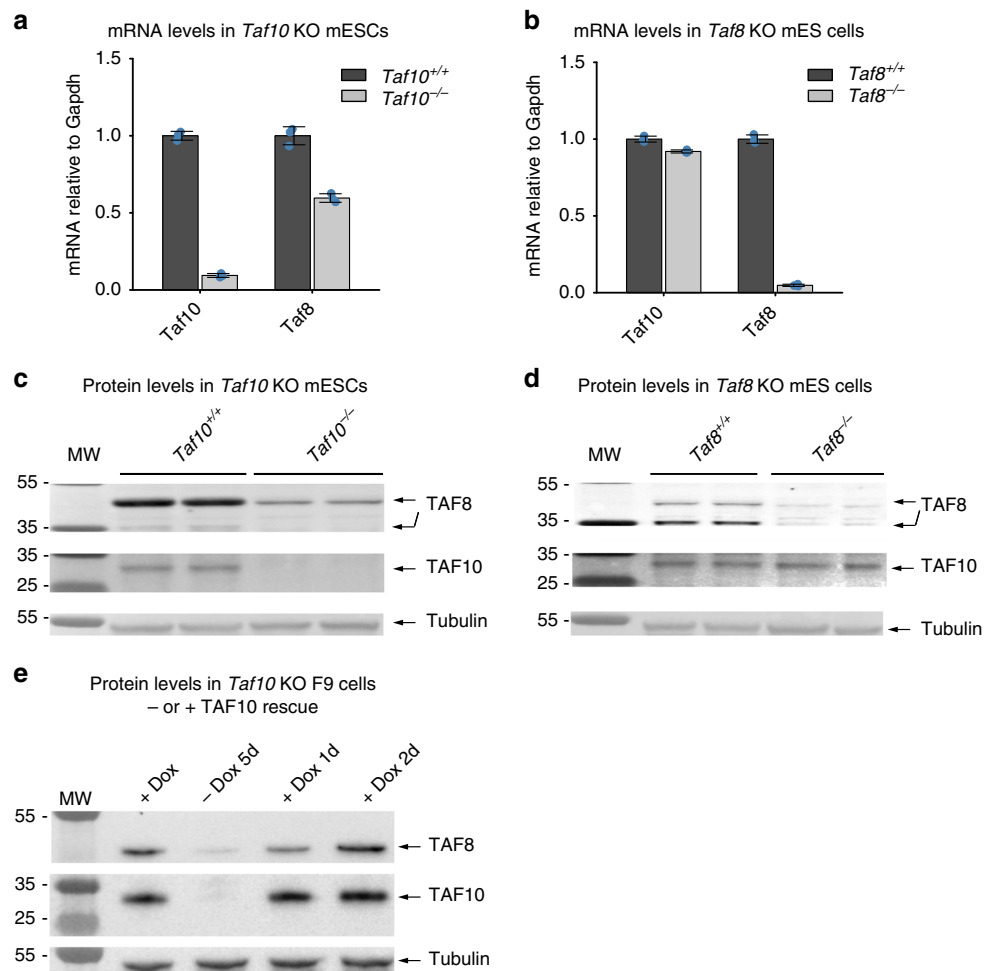 a
mRNA levels in Taf10 KO mESCs
mRNA relative to Gapdh
1.5
1.0
0.5
0.0
Taf10+/+
Taf10−/−
Taf10
Taf8
b
mRNA levels in Taf8 KO mES cells
mRNA relative to Gapdh
1.5
1.0
0.5
0.0
Taf8+/+
Taf8−/−
Taf10
Taf8
c
Protein levels in Taf10 KO mESCs
MW
Taf10+/+
Taf10−/−
55 -
35 -
TAF8
35 -
25 -
TAF10
55 -
Tubulin
d
Protein levels in Taf8 KO mES cells
MW
Taf8+/+
Taf8−/−
55 -
35 -
TAF8
35 -
25 -
TAF10
55 -
Tubulin
e
Protein levels in Taf10 KO F9 cells
– or + TAF10 rescue
MW
+ Dox
– Dox 5d
+ Dox 1d
+ Dox 2d
55 -
TAF8
35 -
25 -
TAF10
55 -
Tubulin